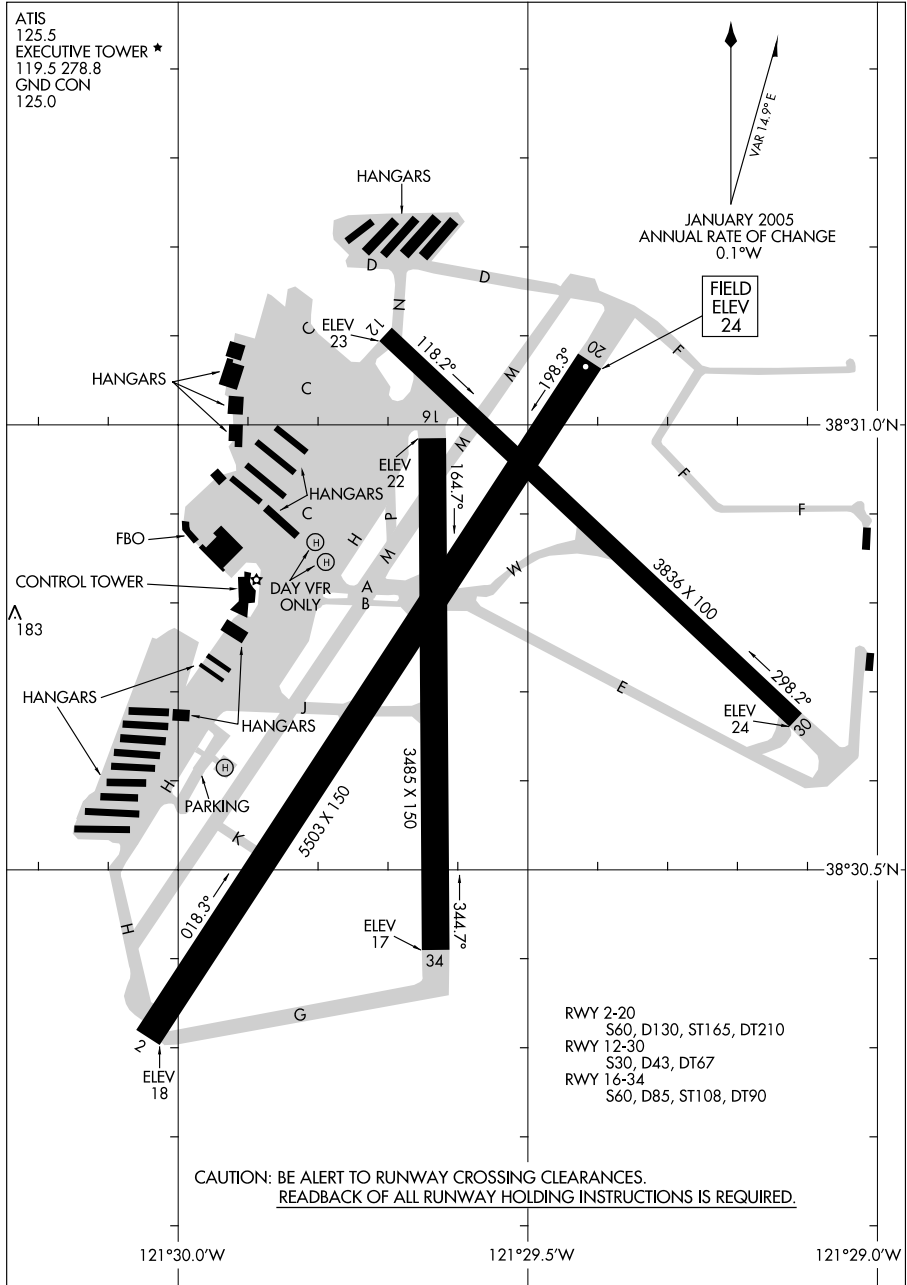 ATIS
125.5
EXECUTIVE TOWER
119.5 278.8
GND CON
125.0
VAR 14.9° E
JANUARY 2005
ANNUAL RATE OF CHANGE
0.1°W
HANGARS
D
D
N
FIELD
ELEV
24
C
ELEV
23
12
118.2°
M
198.3°
20
F
HANGARS
C
16
M
38°31.0'N
ELEV
22
164.7°
F
HANGARS
C
P
F
FBO
H
H
H
M
M
3836 X 100
CONTROL TOWER
DAY VFR
ONLY
A
B
183
E
298.2°
HANGARS
HANGARS
J
ELEV
24
30
H
H
PARKING
3485 X 150
5503 X 150
K
38°30.5'N
018.3°
344.7°
H
ELEV
17
34
G
2
ELEV
18
RWY 2-20
S60, D130, ST165, DT210
RWY 12-30
S30, D43, DT67
RWY 16-34
S60, D85, ST108, DT90
CAUTION: BE ALERT TO RUNWAY CROSSING CLEARANCES.
READBACK OF ALL RUNWAY HOLDING INSTRUCTIONS IS REQUIRED.
121°30.0'W
121°29.5'W
121°29.0'W